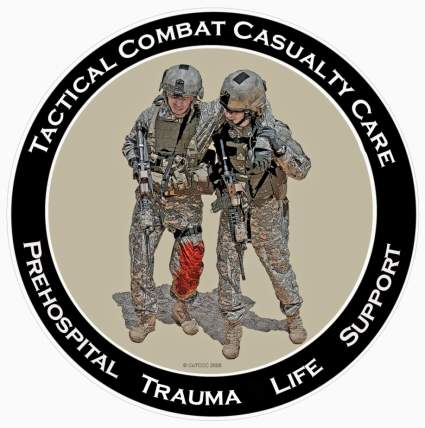 Tactical Combat Casualty Care
Prehospital Trauma Life Support